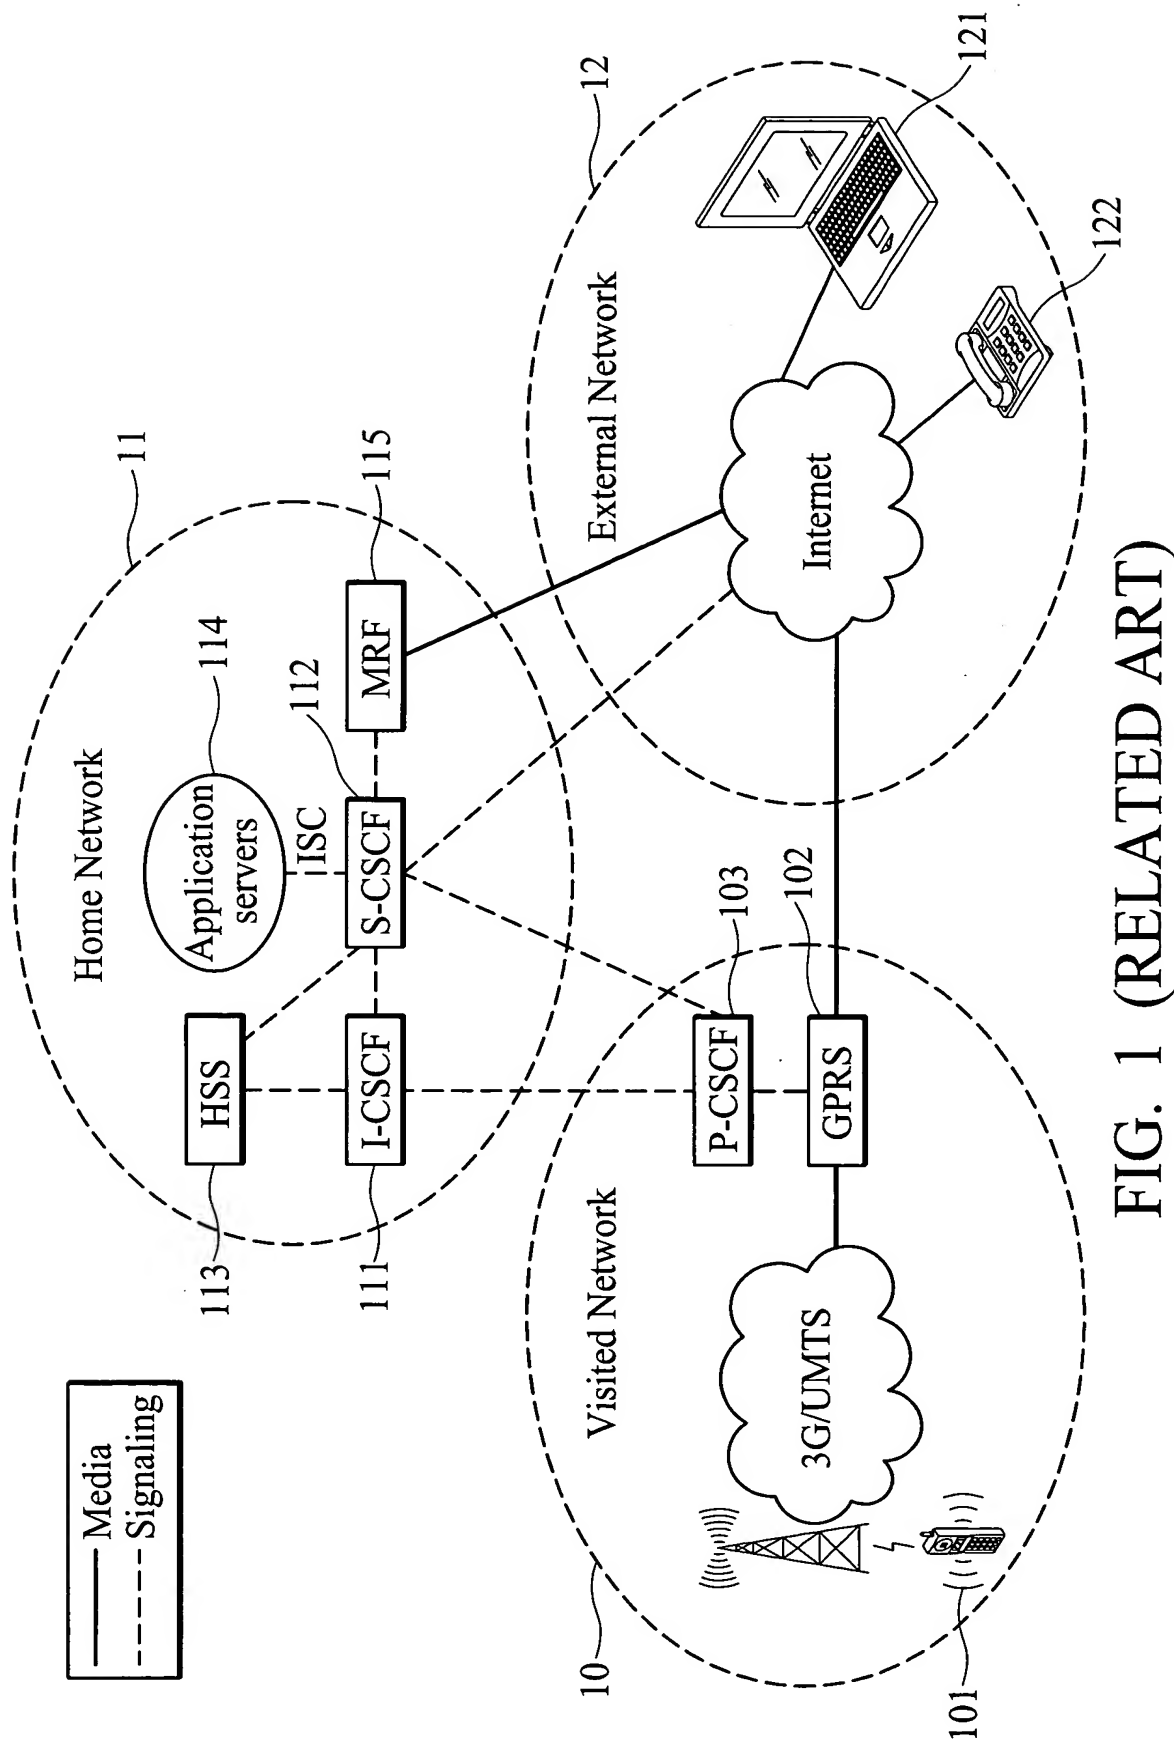 Media
Signaling
Home Network
11
Application
servers
114
HSS
113
ISC
112
115
I-CSCF
S-CSCF
MRF
111
Visited Network
10
External Network
12
P-CSCF
103
3G/UMTS
GPRS
102
Internet
101
121
122
FIG. 1 (RELATED ART)